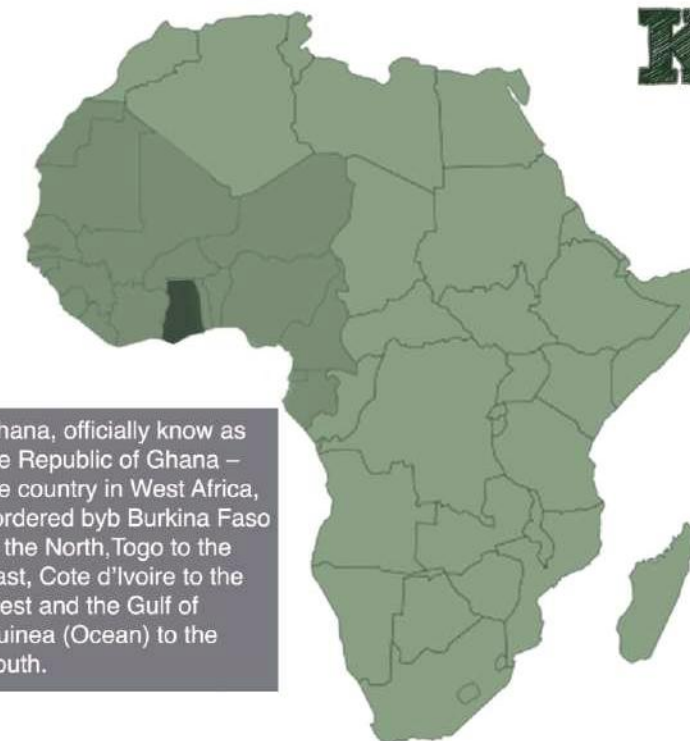 K
hana, officially know as
e Republic of Ghana –
e country in West Africa,
ordered byb Burkina Faso
the North,Togo to the
ast, Cote d'Ivoire to the
est and the Gulf of
uinea (Ocean) to the
outh.